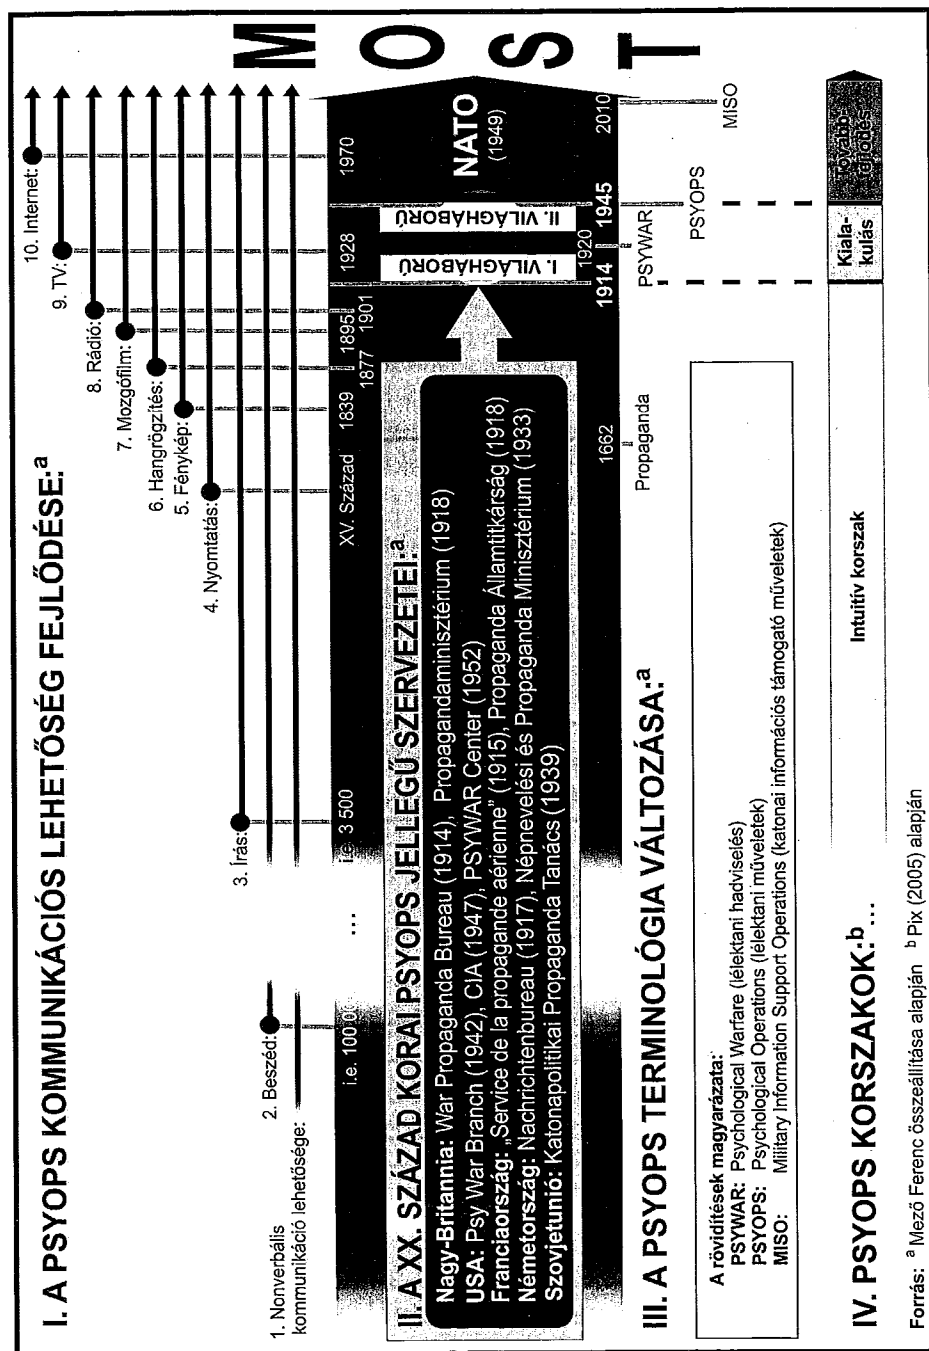 I. A PSYOPS KOMMUNIKÁCIÓS LEHETŐSÉG FEJLŐDÉSE:ª
1. Nonverbális
kommunikáció lehetősége:
2. Beszéd:
3. Írás:
4. Nyomtatás:
5. Fénykép:
6. Hangrögzítés:
7. Mozgófilm:
8. Rádió:
9. TV:
10. Internet:
...
i.e. 100 00
i.e 3 500
XV. Század
1839
1877
1895
1901
1928
1970
II. A XX. SZÁZAD KORAI PSYOPS JELLEGŰ SZERVEZETEI:ª
Nagy-Britannia: War Propaganda Bureau (1914), Propagandaminisztérium (1918)
USA: Psy War Branch (1942), CIA (1947), PSYWAR Center (1952)
Franciaország: „Service de la propagande aérienne” (1915), Propaganda Államtitkárság (1918)
Németország: Nachrichtenbureau (1917), Népnevelési és Propaganda Minisztérium (1933)
Szovjetunió: Katonapolitikai Propaganda Tanács (1939)
I. VILÁGHÁBORÚ
II. VILÁGHÁBORÚ
NATO
(1949)
MOST
1662
1914
1920
1945
2010
III. A PSYOPS TERMINOLÓGIA VÁLTOZÁSA:ª
Propaganda
PSYWAR
PSYOPS
MISO
A rövidítések magyarázata:
PSYWAR: Psychological Warfare (lélektani hadviselés)
PSYOPS: Psychological Operations (lélektani műveletek)
MISO: Military Information Support Operations (katonai információs támogató műveletek)
IV. PSYOPS KORSZAKOK:ᵇ ...
Intuitív korszak
Kiala-
kulás
Tovább-
fejlődés
Forrás: ª Mező Ferenc összeállítása alapján ᵇ Pix (2005) alapján